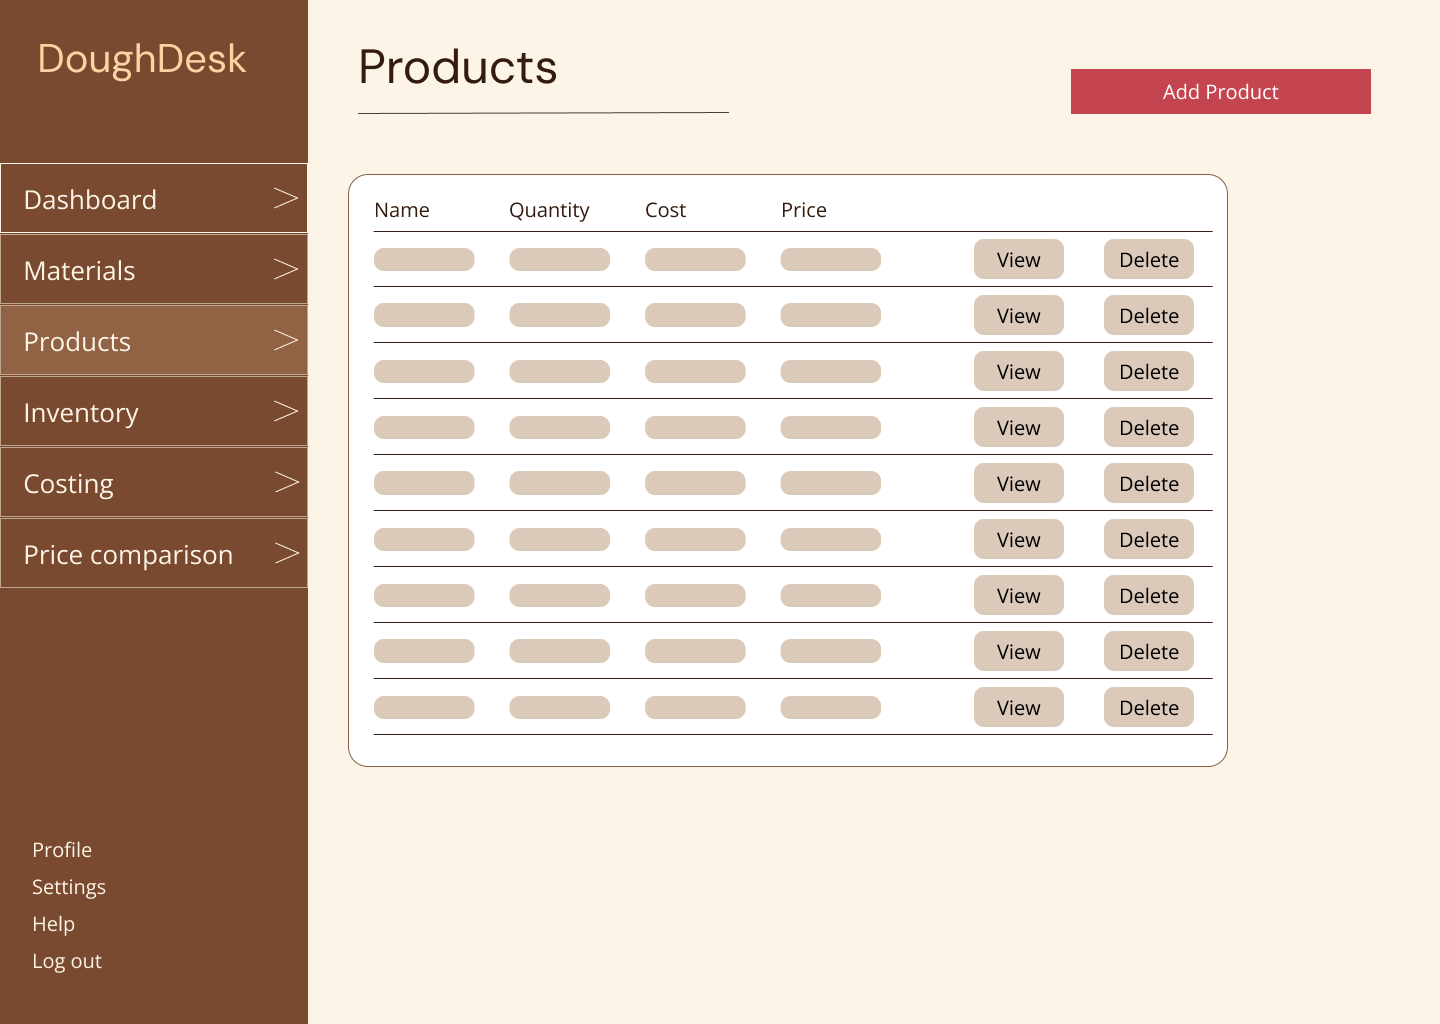 DoughDesk
Products
Add Product
Dashboard >
Materials >
Products >
Inventory >
Costing >
Price comparison >
Name Quantity Cost Price
View Delete
View Delete
View Delete
View Delete
View Delete
View Delete
View Delete
View Delete
View Delete
Profile
Settings
Help
Log out